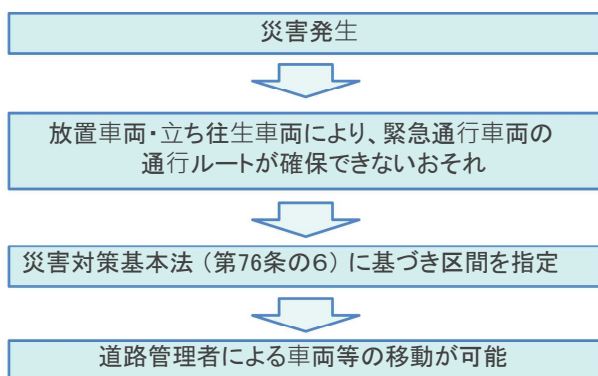 災害発生
放置車両・立ち往生車両により、緊急通行車両の
通行ルートが確保できないおそれ
災害対策基本法（第76条の６）に基づき区間を指定
道路管理者による車両等の移動が可能